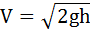 V = √2gh